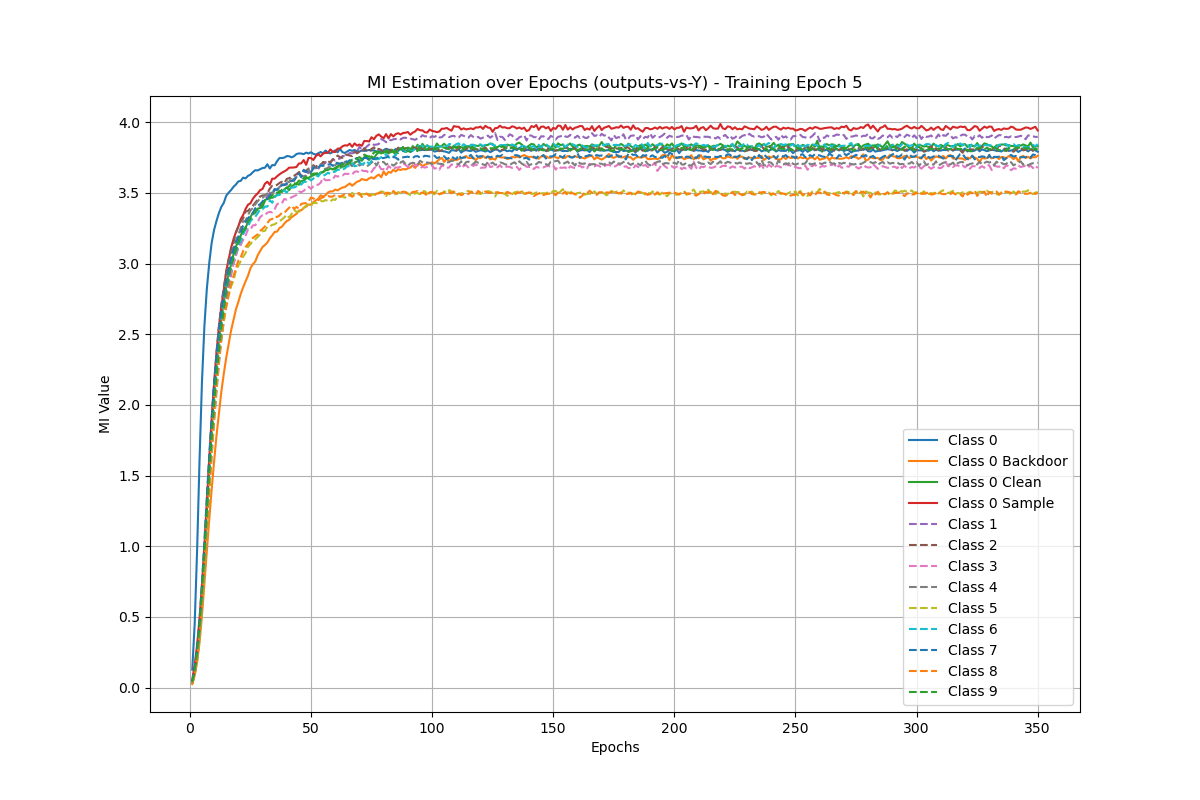 MI Estimation over Epochs (outputs-vs-Y) - Training Epoch 5
MI Value
4.0
3.5
3.0
2.5
2.0
1.5
1.0
0.5
0.0
0 50 100 150 200 250 300 350
Epochs
Class 0
Class 0 Backdoor
Class 0 Clean
Class 0 Sample
Class 1
Class 2
Class 3
Class 4
Class 5
Class 6
Class 7
Class 8
Class 9